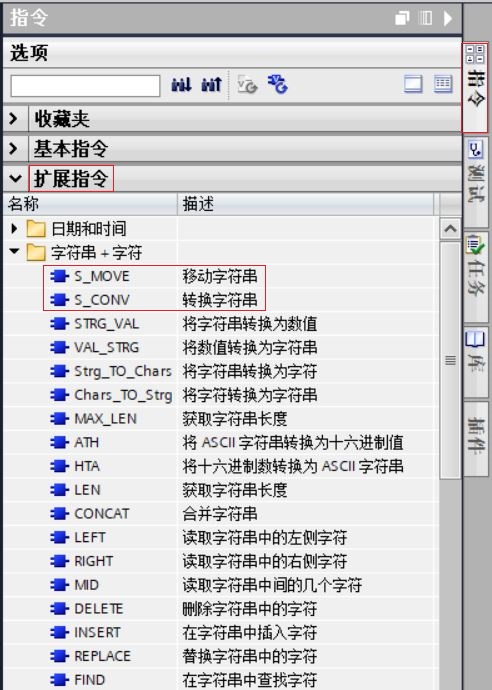 指令
选项
收藏夹
基本指令
扩展指令
名称 描述
日期和时间
字符串 + 字符
S_MOVE 移动字符串
S_CONV 转换字符串
STRG_VAL 将字符串转换为数值
VAL_STRG 将数值转换为字符串
Strg_TO_Chars 将字符串转换为字符
Chars_TO_Strg 将字符转换为字符串
MAX_LEN 获取字符串长度
ATH 将 ASCII 字符串转换为十六进制值
HTA 将十六进制数转换为 ASCII 字符串
LEN 获取字符串长度
CONCAT 合并字符串
LEFT 读取字符串中的左侧字符
RIGHT 读取字符串中的右侧字符
MID 读取字符串中间的几个字符
DELETE 删除字符串中的字符
INSERT 在字符串中插入字符
REPLACE 替换字符串中的字符
FIND 在字符串中查找字符
指令
测试
任务
库
插件